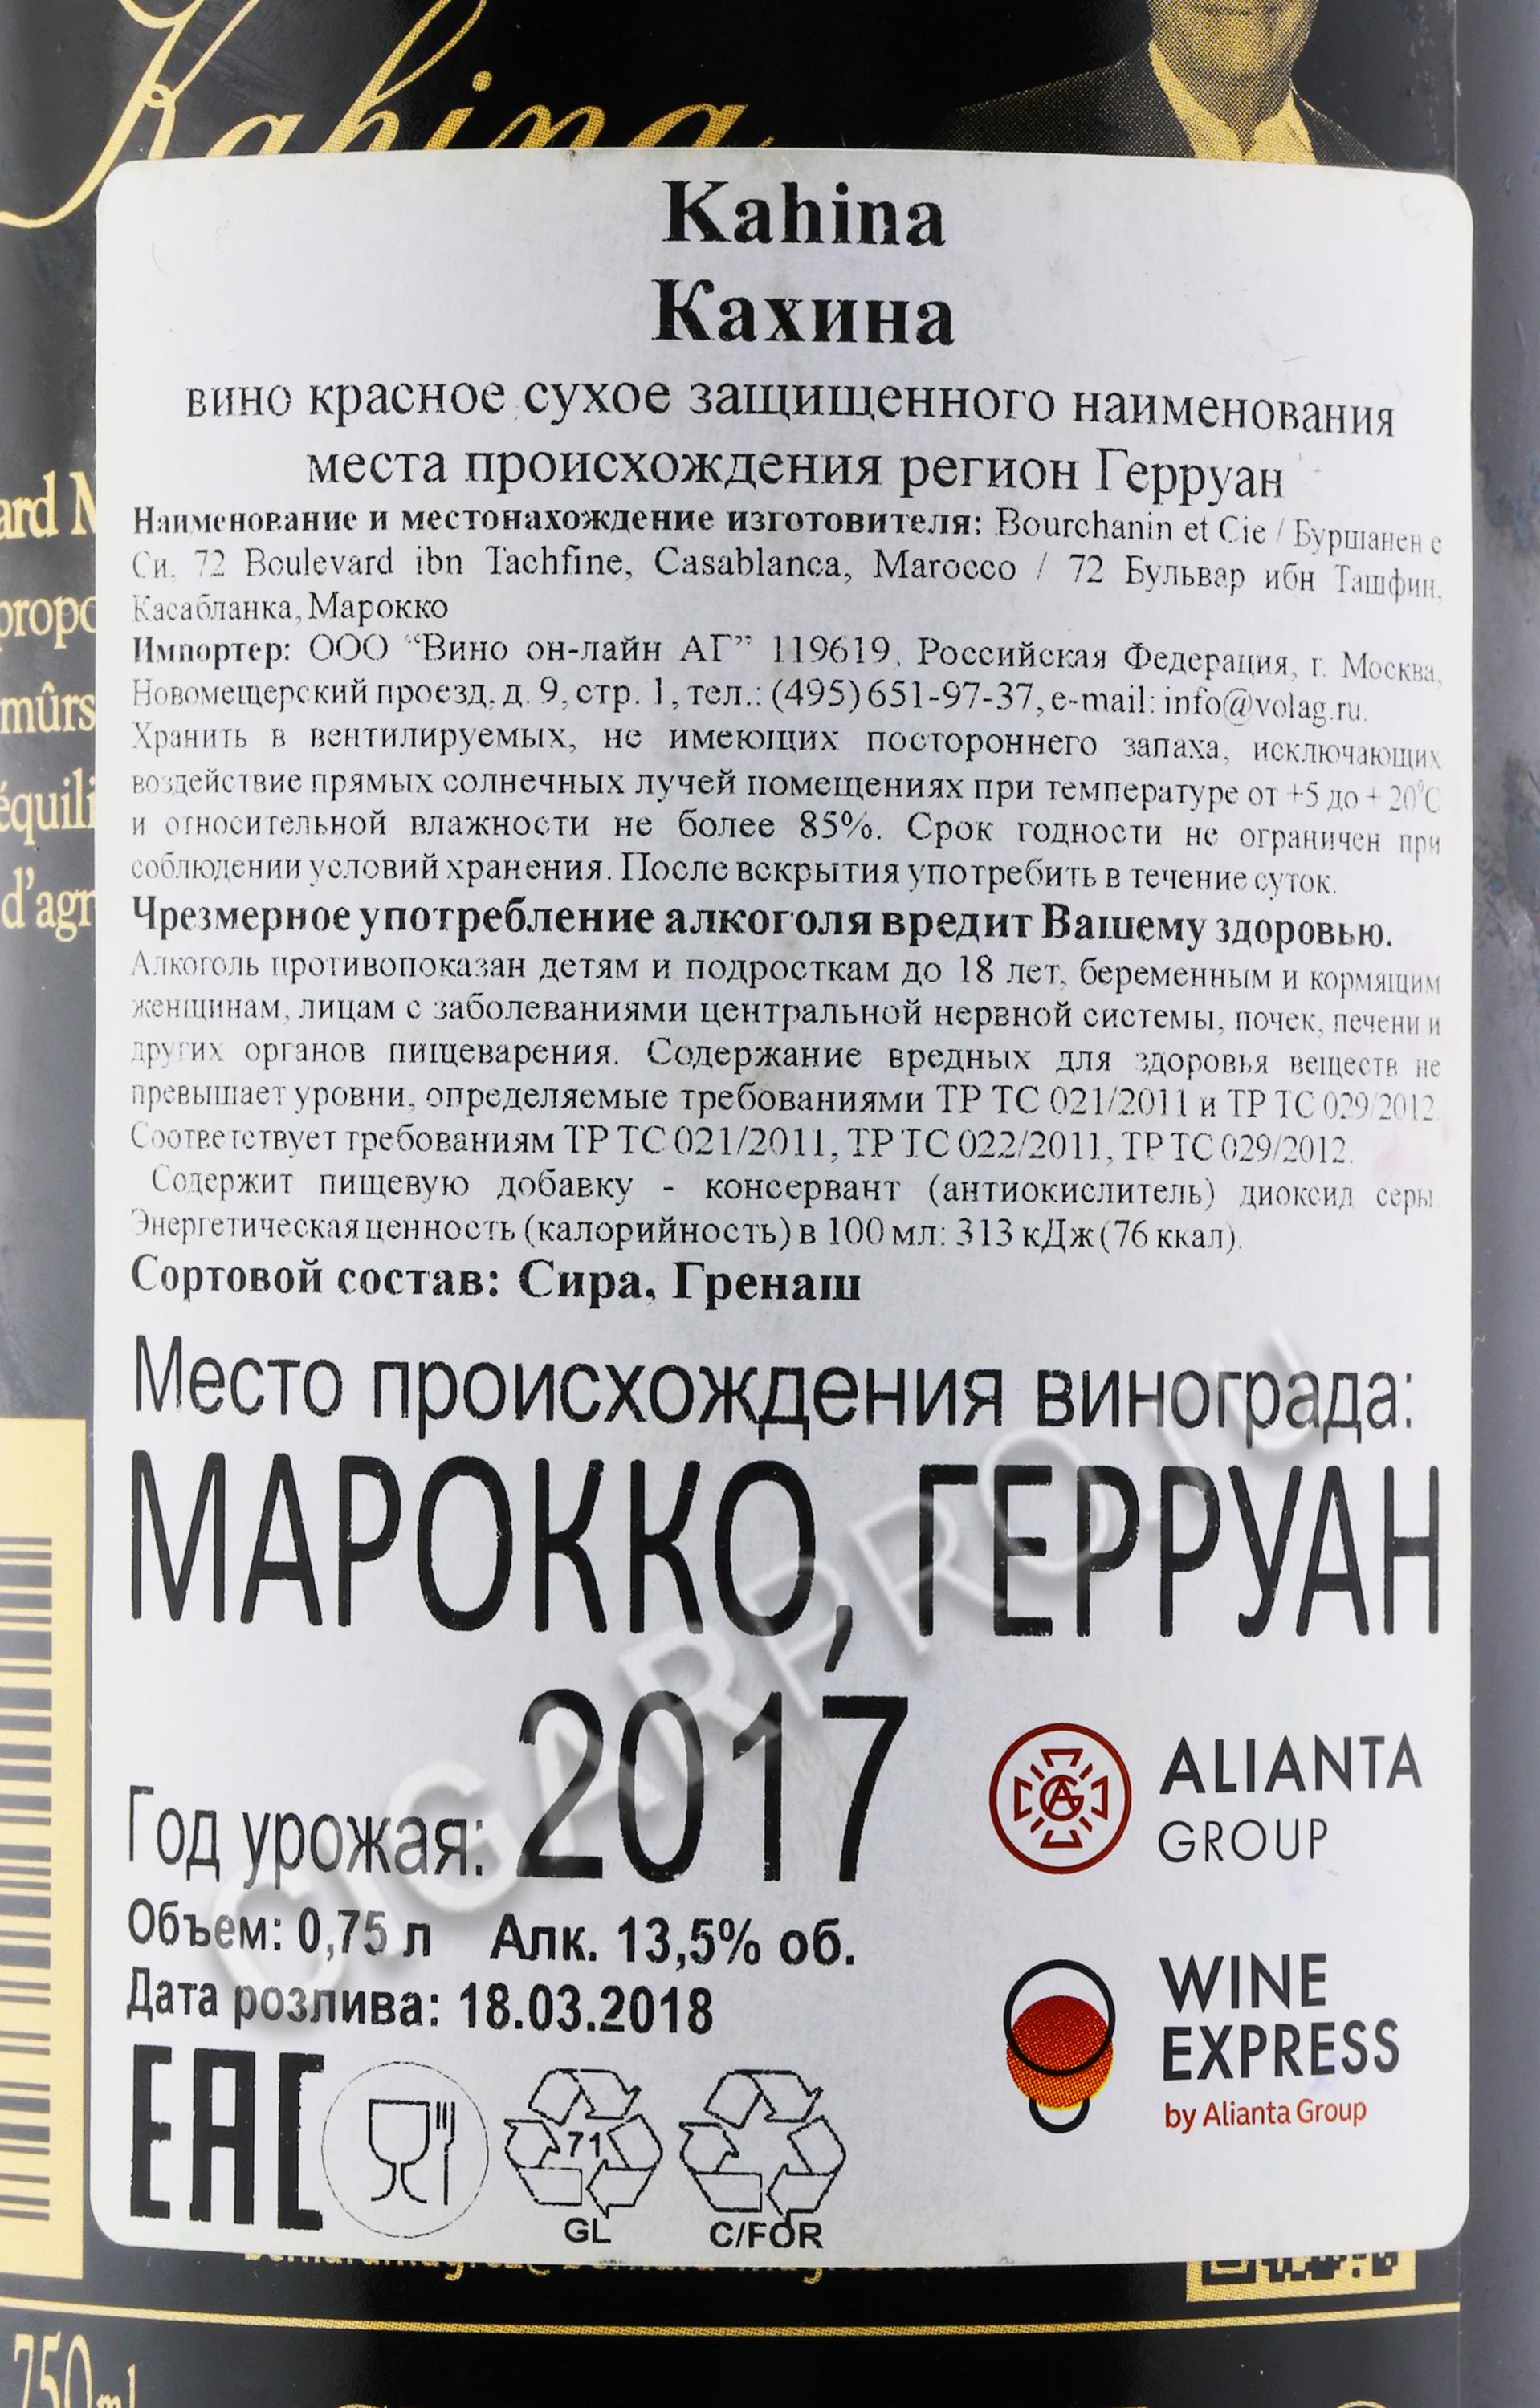 Kahina
Kahina
Кахина
вино красное сухое защищенного наименования
места происхождения регион Герруан
Наименование и местонахождение изготовителя: Bourchanin et Cie / Буршанен е
Си, 72 Boulevard ibn Tachfine, Casablanca, Marocco / 72 Бульвар ибн Ташфин,
Касабланка, Марокко
Импортер: ООО “Вино он-лайн АГ” 119619, Российская Федерация, г. Москва,
Новомещерский проезд, д. 9, стр. 1, тел.: (495) 651-97-37, e-mail: info@volag.ru.
Хранить в вентилируемых, не имеющих постороннего запаха, исключающих
воздействие прямых солнечных лучей помещениях при температуре от +5 до + 20°С
и относительной влажности не более 85%. Срок годности не ограничен при
соблюдении условий хранения. После вскрытия употребить в течение суток.
Чрезмерное употребление алкоголя вредит Вашему здоровью.
Алкоголь противопоказан детям и подросткам до 18 лет, беременным и кормящим
женщинам, лицам с заболеваниями центральной нервной системы, почек, печени и
других органов пищеварения. Содержание вредных для здоровья веществ не
превышает уровни, определяемые требованиями ТР ТС 021/2011 и ТР ТС 029/2012.
Соответствует требованиям ТР ТС 021/2011, ТР ТС 022/2011, ТР ТС 029/2012.
Содержит пищевую добавку - консервант (антиокислитель) диоксид серы.
Энергетическая ценность (калорийность) в 100 мл: 313 кДж (76 ккал).
Сортовой состав: Сира, Гренаш
Место происхождения винограда:
МАРОККО, ГЕРРУАН
Год урожая: 2017
ALIANTA
GROUP
Объем: 0,75 л Алк. 13,5% об.
Дата розлива: 18.03.2018
WINE
EXPRESS
by Alianta Group
EAC
71
GL
C/FOR
CIGARPRO.RU
ard M
propo
mûrs
équili
d’agr
750ml